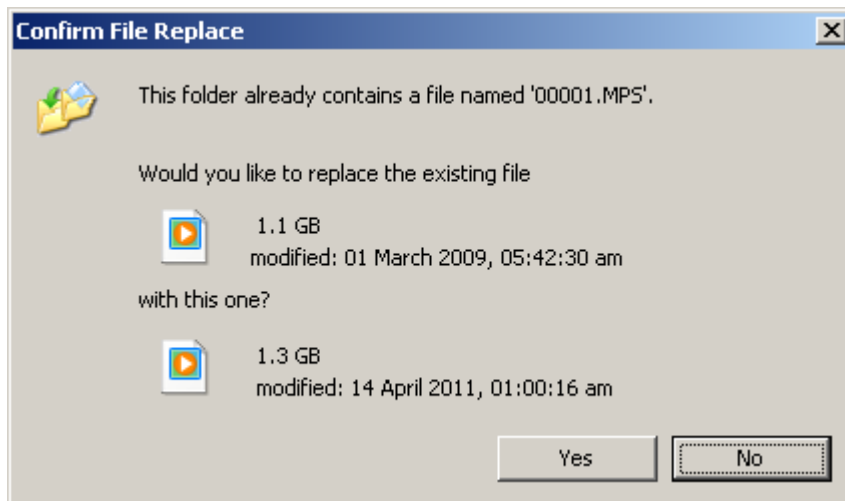 Confirm File Replace
This folder already contains a file named '00001.MPS'.
Would you like to replace the existing file
1.1 GB
modified: 01 March 2009, 05:42:30 am
with this one?
1.3 GB
modified: 14 April 2011, 01:00:16 am
Yes
No